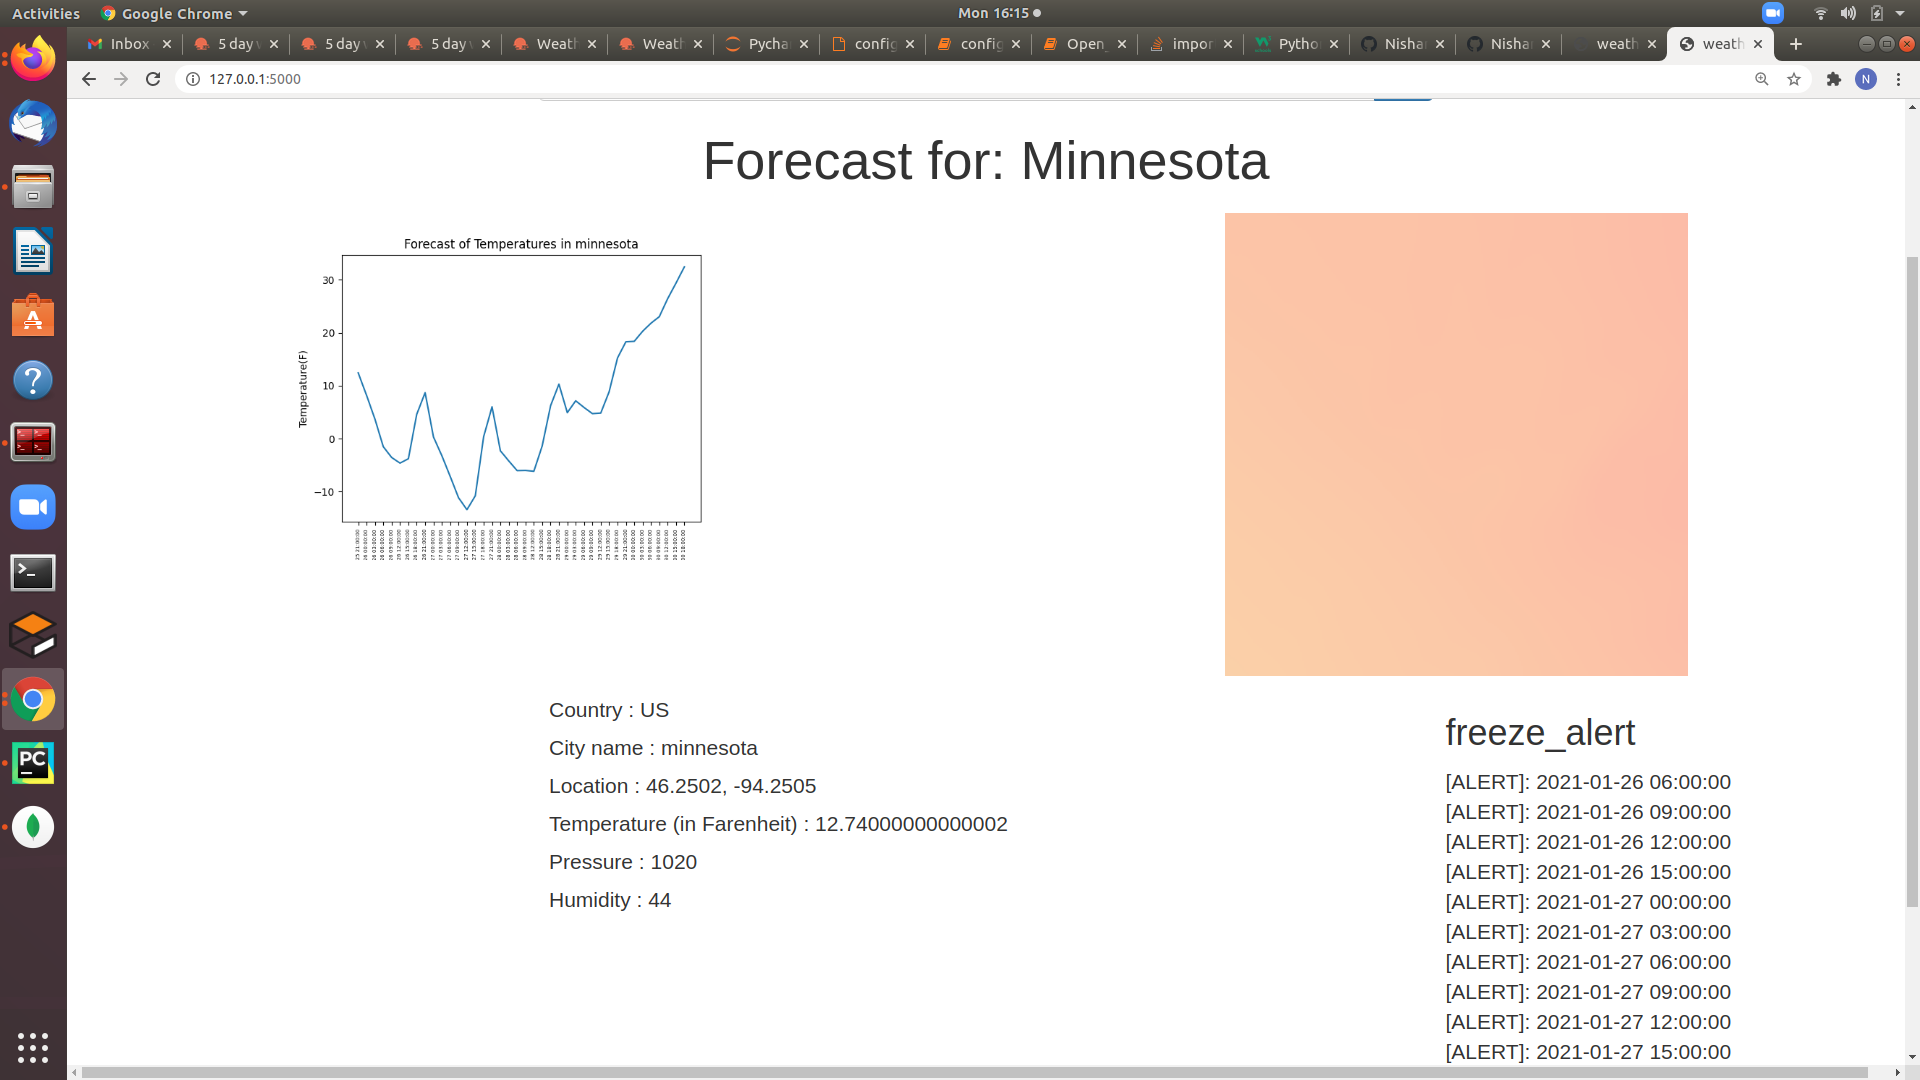 Activities Google Chrome Mon 16:15
Inbox 5 day 5 day 5 day Weath Weath Pycha config config Open_ impor Pytho Nishar Nishar weath weath
127.0.0.1:5000 N
Forecast for: Minnesota
Forecast of Temperatures in minnesota
30
20
10
0
−10
Temperature(F)
Country : US
City name : minnesota
Location : 46.2502, -94.2505
Temperature (in Farenheit) : 12.74000000000002
Pressure : 1020
Humidity : 44
freeze_alert
[ALERT]: 2021-01-26 06:00:00
[ALERT]: 2021-01-26 09:00:00
[ALERT]: 2021-01-26 12:00:00
[ALERT]: 2021-01-26 15:00:00
[ALERT]: 2021-01-27 00:00:00
[ALERT]: 2021-01-27 03:00:00
[ALERT]: 2021-01-27 06:00:00
[ALERT]: 2021-01-27 09:00:00
[ALERT]: 2021-01-27 12:00:00
[ALERT]: 2021-01-27 15:00:00
PC